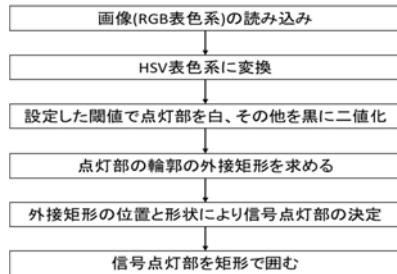 画像(RGB表色系)の読み込み
HSV表色系に変換
設定した閾値で点灯部を白、その他を黒に二値化
点灯部の輪郭の外接矩形を求める
外接矩形の位置と形状により信号点灯部の決定
信号点灯部を矩形で囲む